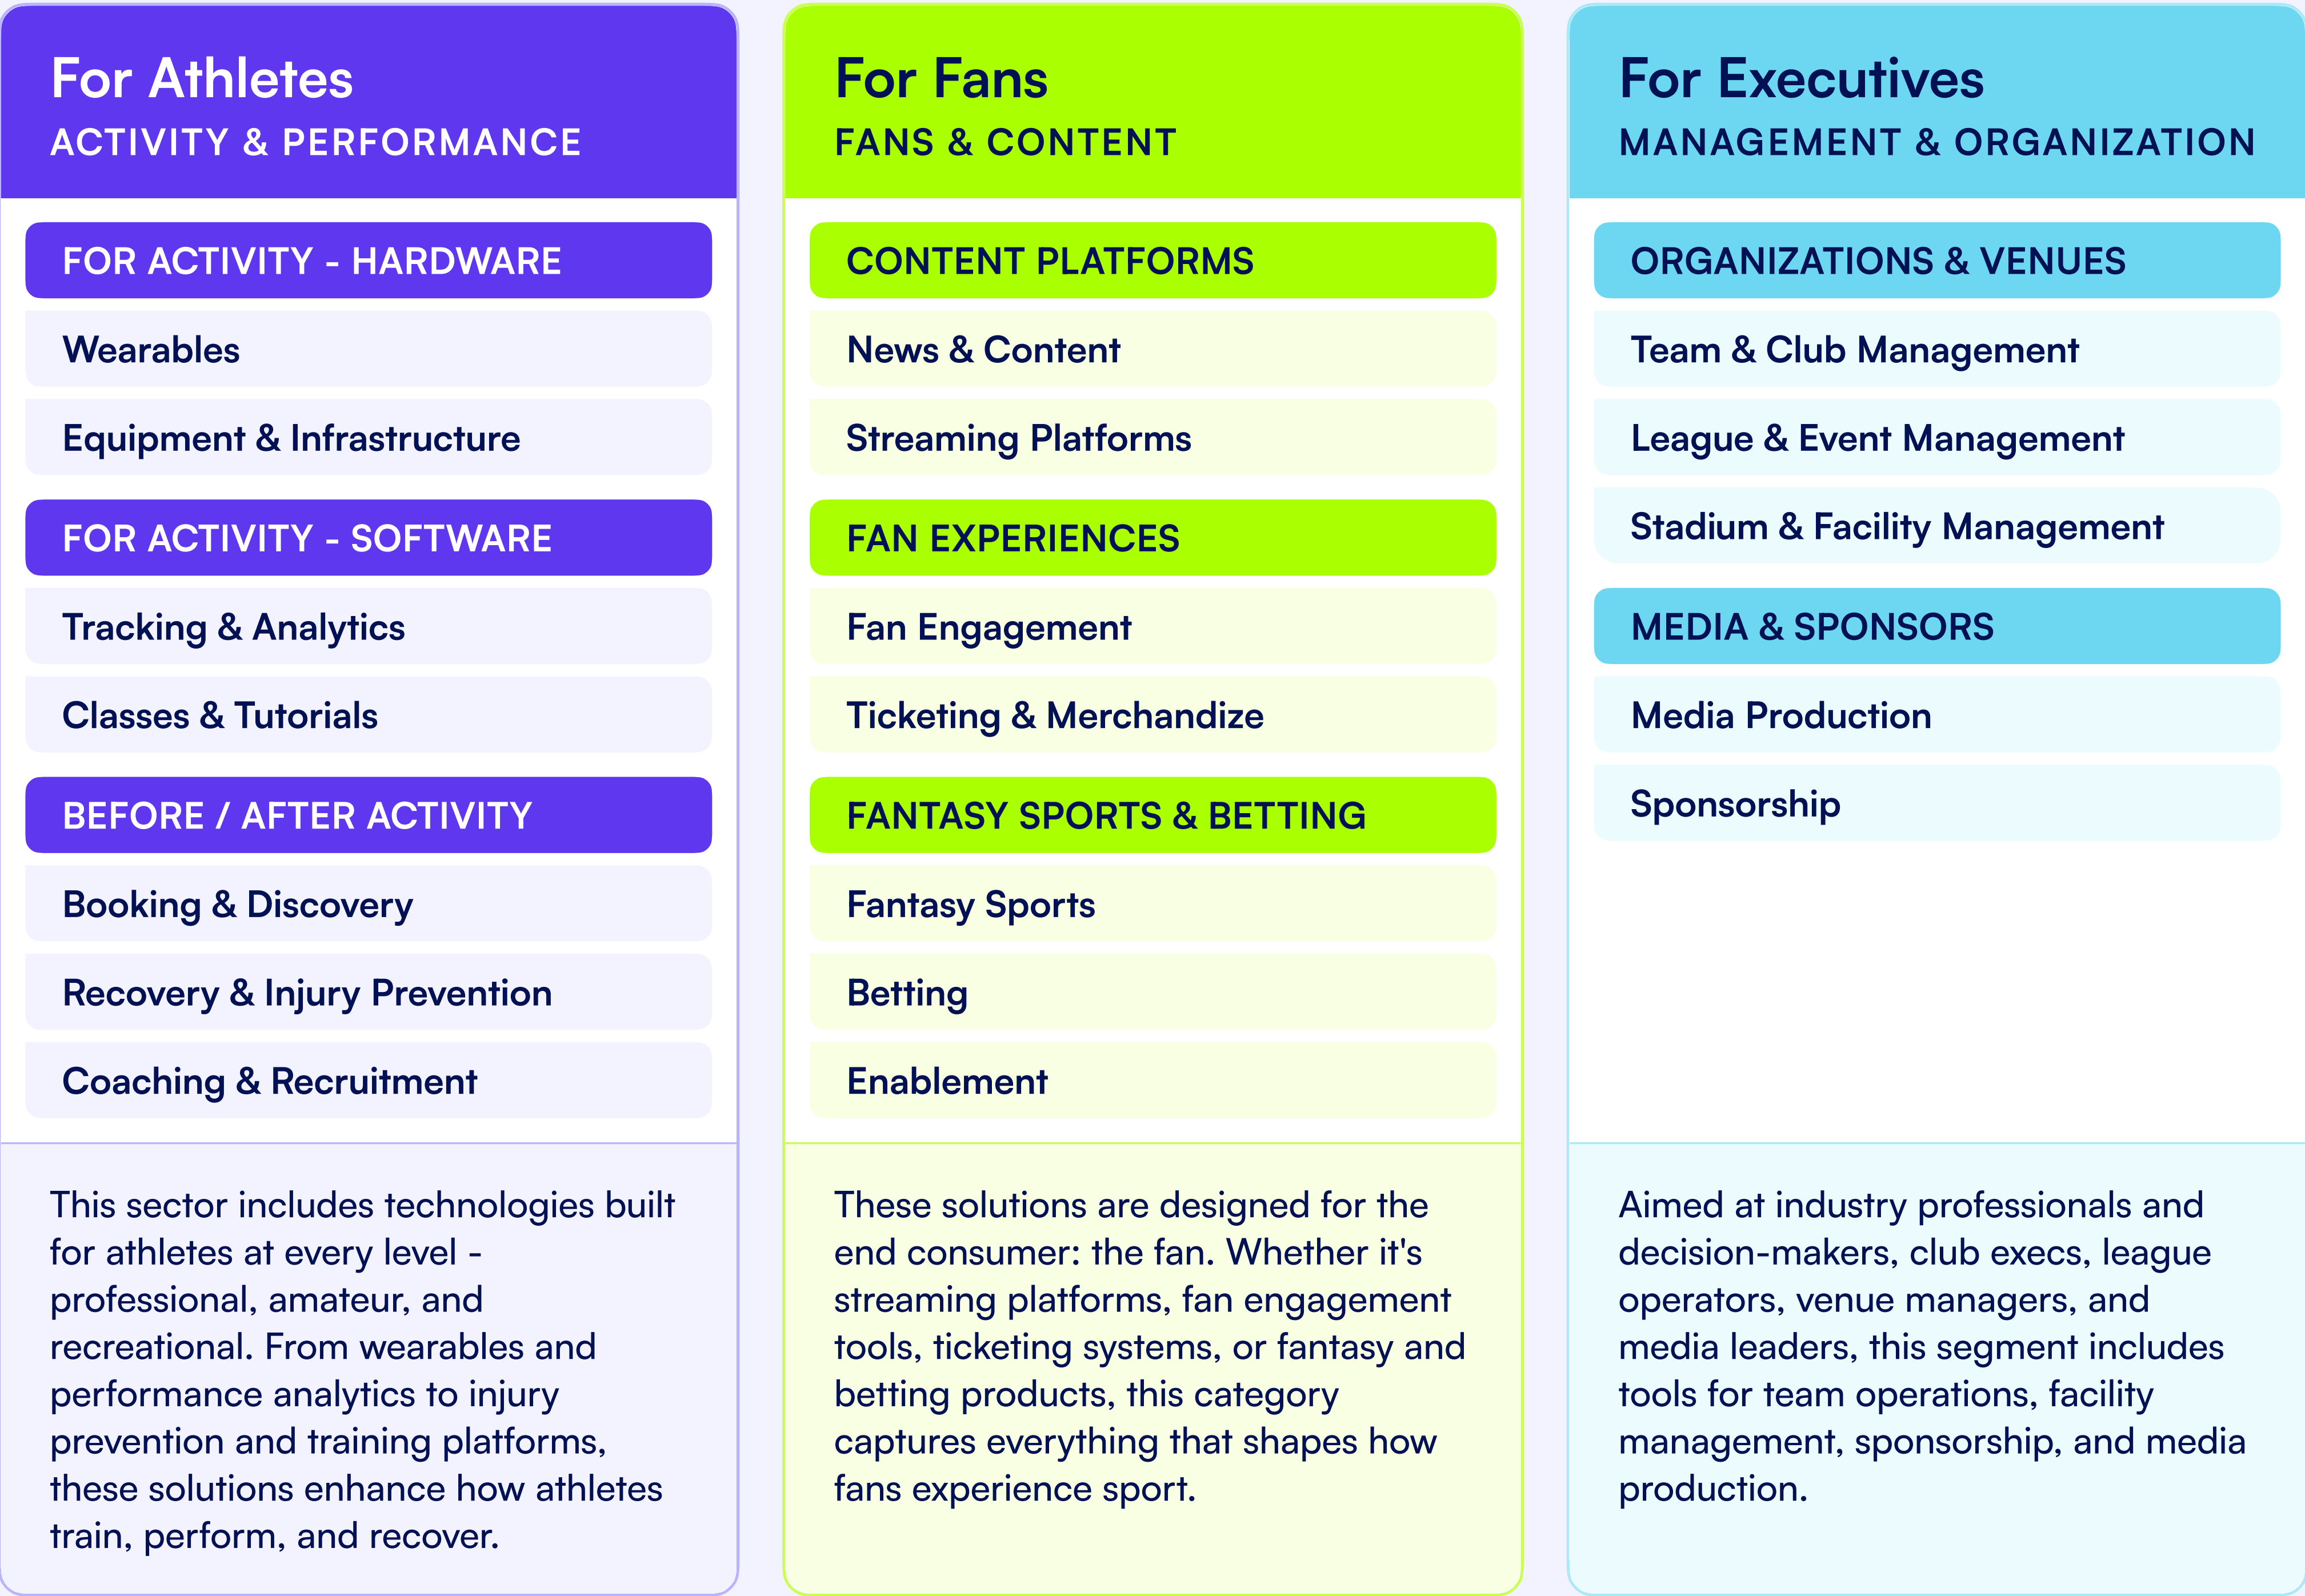 For Athletes
ACTIVITY & PERFORMANCE
FOR ACTIVITY - HARDWARE
Wearables
Equipment & Infrastructure
FOR ACTIVITY - SOFTWARE
Tracking & Analytics
Classes & Tutorials
BEFORE / AFTER ACTIVITY
Booking & Discovery
Recovery & Injury Prevention
Coaching & Recruitment
This sector includes technologies built
for athletes at every level -
professional, amateur, and
recreational. From wearables and
performance analytics to injury
prevention and training platforms,
these solutions enhance how athletes
train, perform, and recover.
For Fans
FANS & CONTENT
CONTENT PLATFORMS
News & Content
Streaming Platforms
FAN EXPERIENCES
Fan Engagement
Ticketing & Merchandize
FANTASY SPORTS & BETTING
Fantasy Sports
Betting
Enablement
These solutions are designed for the
end consumer: the fan. Whether it's
streaming platforms, fan engagement
tools, ticketing systems, or fantasy and
betting products, this category
captures everything that shapes how
fans experience sport.
For Executives
MANAGEMENT & ORGANIZATION
ORGANIZATIONS & VENUES
Team & Club Management
League & Event Management
Stadium & Facility Management
MEDIA & SPONSORS
Media Production
Sponsorship
Aimed at industry professionals and
decision-makers, club execs, league
operators, venue managers, and
media leaders, this segment includes
tools for team operations, facility
management, sponsorship, and media
production.